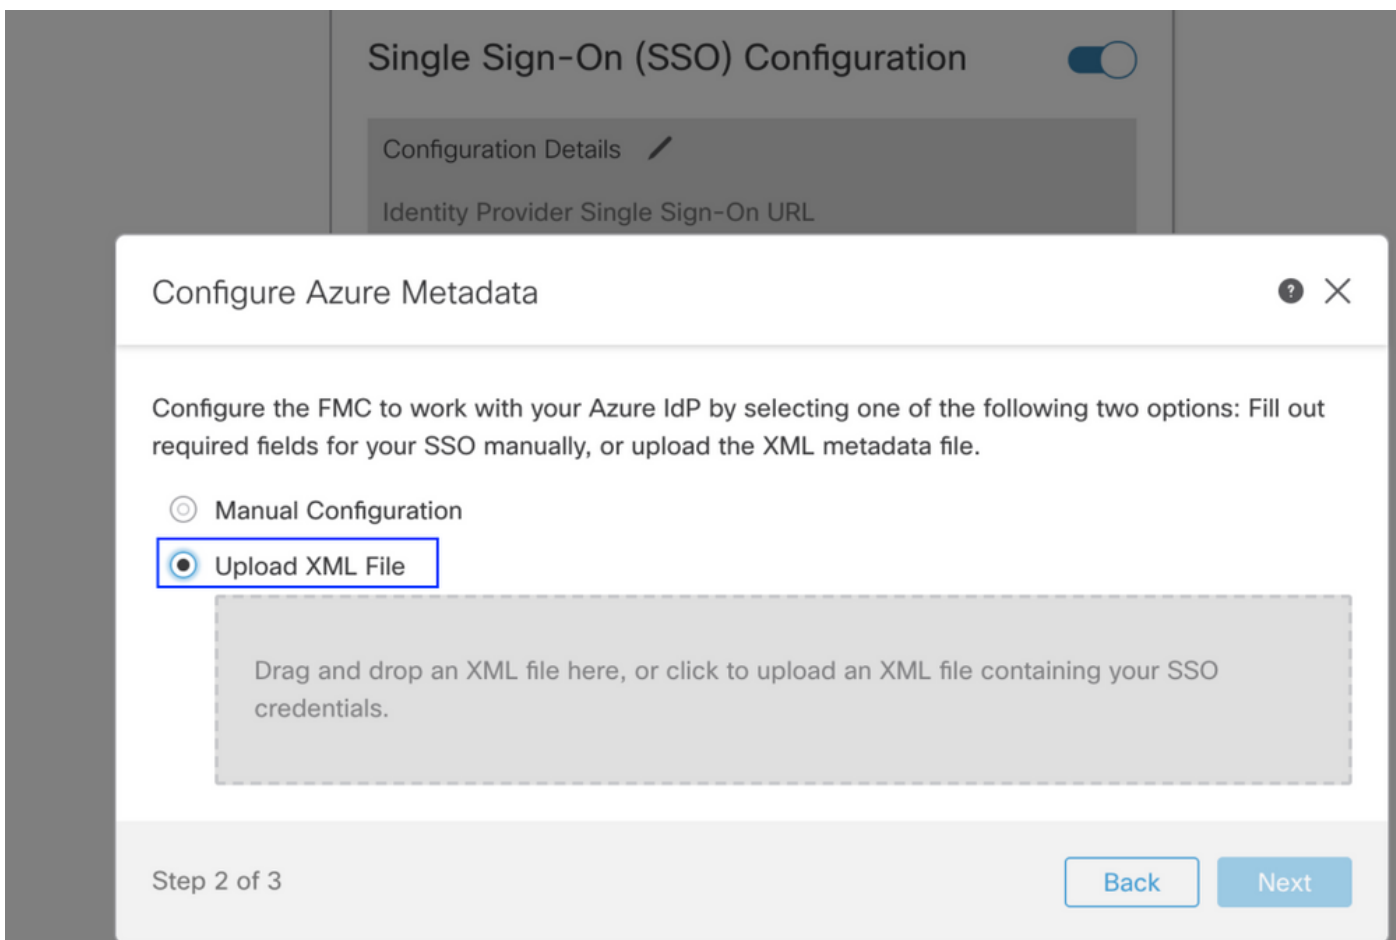 Single Sign-On (SSO) Configuration
Configuration Details
Identity Provider Single Sign-On URL
Configure Azure Metadata
?
Configure the FMC to work with your Azure IdP by selecting one of the following two options: Fill out
required fields for your SSO manually, or upload the XML metadata file.
Manual Configuration
Upload XML File
Drag and drop an XML file here, or click to upload an XML file containing your SSO
credentials.
Step 2 of 3
Back
Next